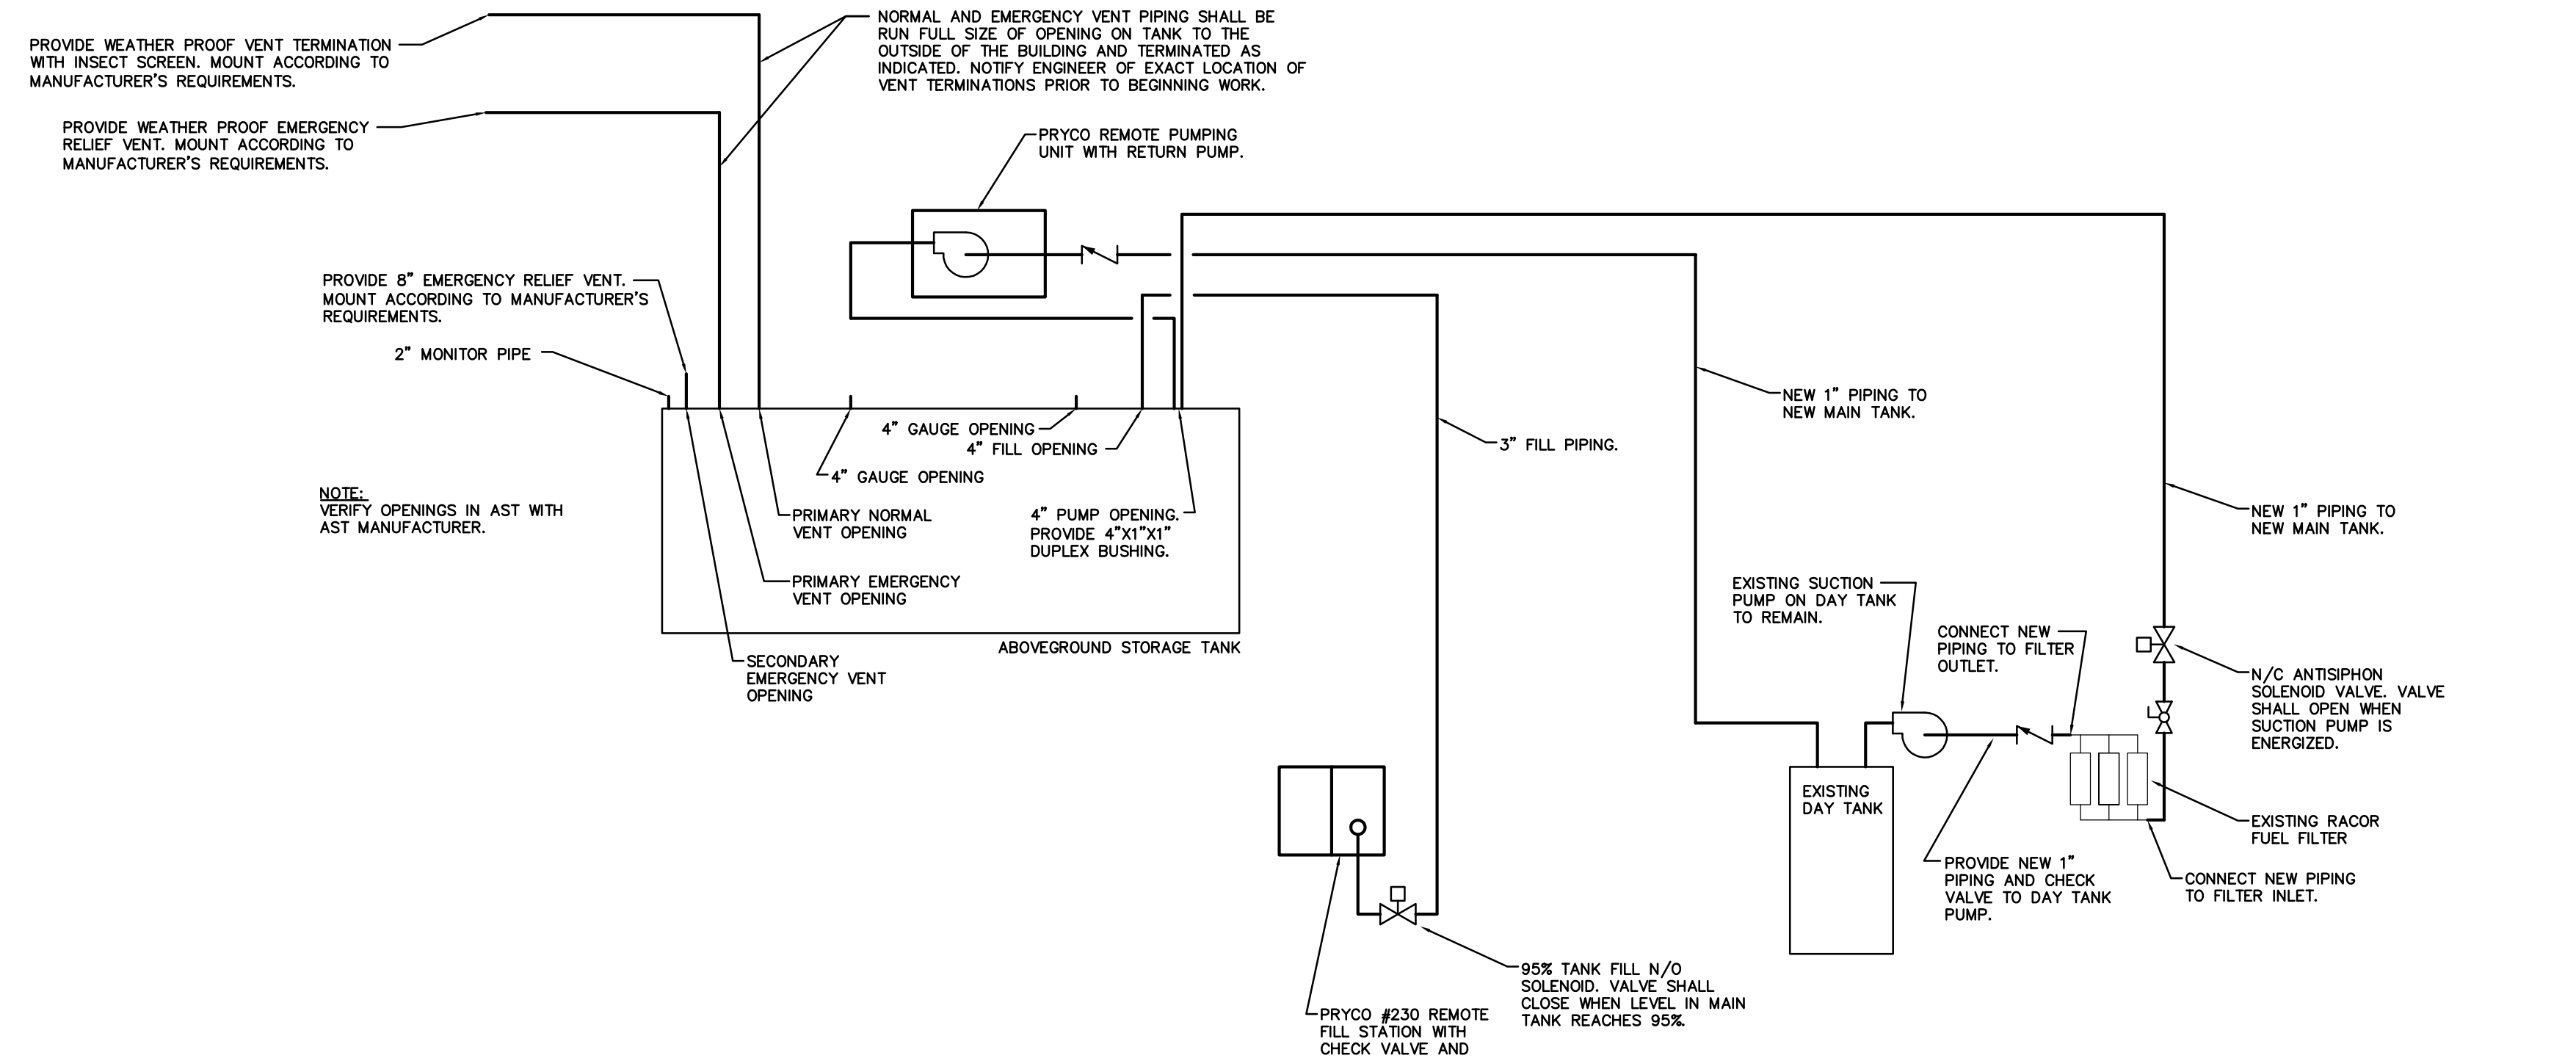 PROVIDE WEATHER PROOF VENT TERMINATION
WITH INSECT SCREEN. MOUNT ACCORDING TO
MANUFACTURER'S REQUIREMENTS.
NORMAL AND EMERGENCY VENT PIPING SHALL BE
RUN FULL SIZE OF OPENING ON TANK TO THE
OUTSIDE OF THE BUILDING AND TERMINATED AS
INDICATED. NOTIFY ENGINEER OF EXACT LOCATION OF
VENT TERMINATIONS PRIOR TO BEGINNING WORK.
PROVIDE WEATHER PROOF EMERGENCY
RELIEF VENT. MOUNT ACCORDING TO
MANUFACTURER'S REQUIREMENTS.
PRYCO REMOTE PUMPING
UNIT WITH RETURN PUMP.
PROVIDE 8" EMERGENCY RELIEF VENT.
MOUNT ACCORDING TO MANUFACTURER'S
REQUIREMENTS.
2" MONITOR PIPE
4" GAUGE OPENING
4" FILL OPENING
4" GAUGE OPENING
NOTE:
VERIFY OPENINGS IN AST WITH
AST MANUFACTURER.
PRIMARY NORMAL
VENT OPENING
4" PUMP OPENING.
PROVIDE 4"X1"X1"
DUPLEX BUSHING.
PRIMARY EMERGENCY
VENT OPENING
ABOVEGROUND STORAGE TANK
SECONDARY
EMERGENCY VENT
OPENING
3" FILL PIPING.
NEW 1" PIPING TO
NEW MAIN TANK.
NEW 1" PIPING TO
NEW MAIN TANK.
EXISTING SUCTION
PUMP ON DAY TANK
TO REMAIN.
CONNECT NEW
PIPING TO FILTER
OUTLET.
N/C ANTISIPHON
SOLENOID VALVE. VALVE
SHALL OPEN WHEN
SUCTION PUMP IS
ENERGIZED.
EXISTING
DAY TANK
EXISTING RACOR
FUEL FILTER
PROVIDE NEW 1"
PIPING AND CHECK
VALVE TO DAY TANK
PUMP.
CONNECT NEW PIPING
TO FILTER INLET.
95% TANK FILL N/O
SOLENOID. VALVE SHALL
CLOSE WHEN LEVEL IN MAIN
TANK REACHES 95%.
PRYCO #230 REMOTE
FILL STATION WITH
CHECK VALVE AND